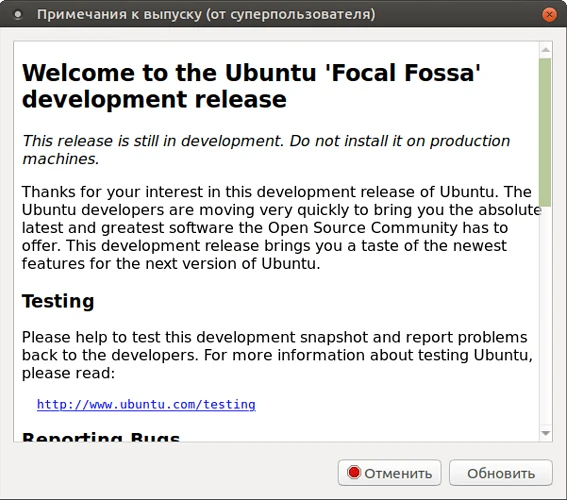 Примечания к выпуску (от суперпользователя)
Welcome to the Ubuntu 'Focal Fossa'
development release
This release is still in development. Do not install it on production
machines.
Thanks for your interest in this development release of Ubuntu. The
Ubuntu developers are moving very quickly to bring you the absolute
latest and greatest software the Open Source Community has to
offer. This development release brings you a taste of the newest
features for the next version of Ubuntu.
Testing
Please help to test this development snapshot and report problems
back to the developers. For more information about testing Ubuntu,
please read:
http://www.ubuntu.com/testing
Reporting Bugs
Отменить
Обновить